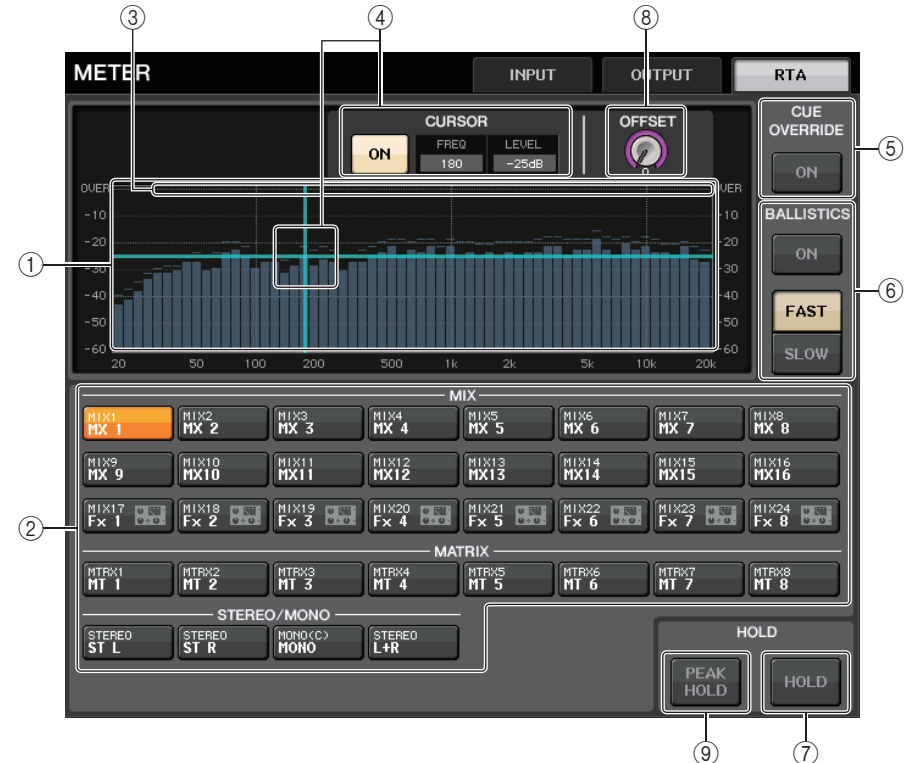 ③ ④ ⑧
METER INPUT OUTPUT RTA
CURSOR
ON FREQ 180 LEVEL -25dB
OFFSET
0
CUE OVERRIDE
ON
⑤
BALLISTICS
ON
FAST
SLOW
⑥
①
OVER OVER
-10 -10
-20 -20
-30 -30
-40 -40
-50 -50
-60 -60
20 50 100 200 500 1k 2k 5k 10k 20k
②
MIX
MIX1 MIX2 MIX3 MIX4 MIX5 MIX6 MIX7 MIX8
MX 1 MX 2 MX 3 MX 4 MX 5 MX 6 MX 7 MX 8
MIX9 MIX10 MIX11 MIX12 MIX13 MIX14 MIX15 MIX16
MX 9 MX10 MX11 MX12 MX13 MX14 MX15 MX16
MIX17 MIX18 MIX19 MIX20 MIX21 MIX22 MIX23 MIX24
Fx 1 Fx 2 Fx 3 Fx 4 Fx 5 Fx 6 Fx 7 Fx 8
MATRIX
MTRX1 MTRX2 MTRX3 MTRX4 MTRX5 MTRX6 MTRX7 MTRX8
MT 1 MT 2 MT 3 MT 4 MT 5 MT 6 MT 7 MT 8
STEREO/MONO
STEREO STEREO MONO(C) STEREO
ST L ST R MONO L+R
HOLD
PEAK HOLD
HOLD
⑨ ⑦